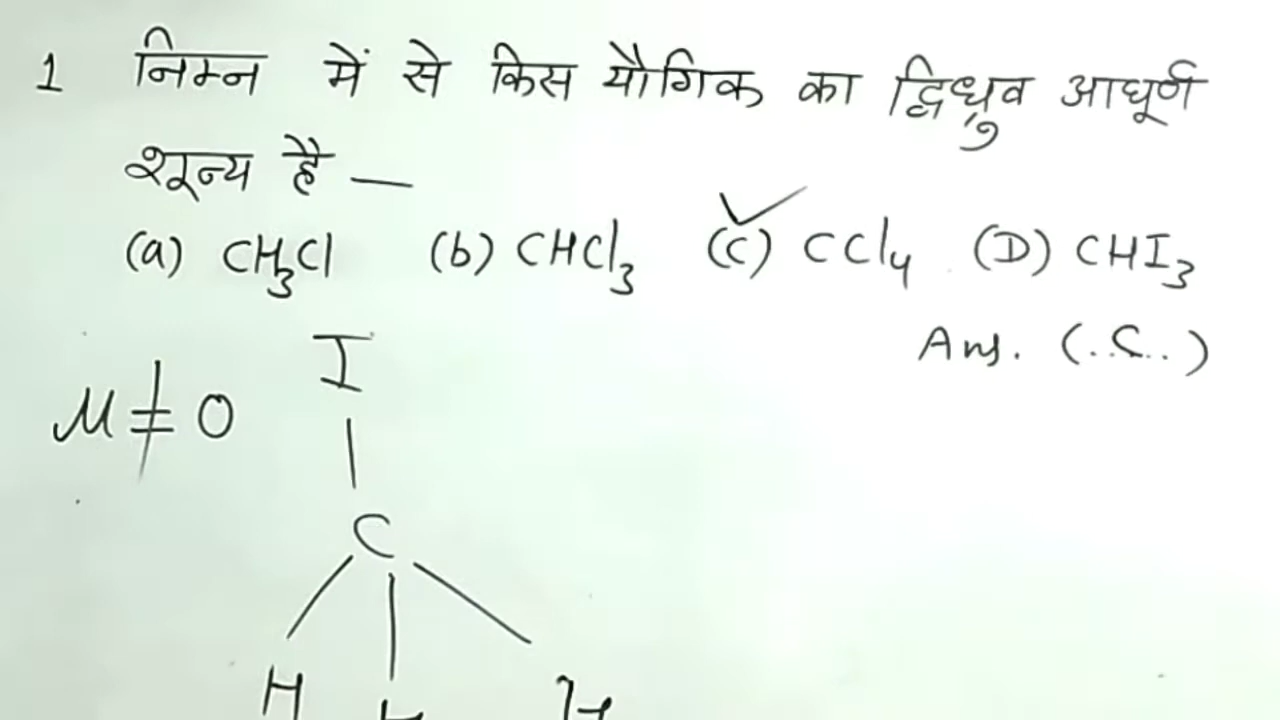 1 निम्न में से किस यौगिक का द्विध्रुव आघूर्ण
शून्य है —
(a) CH₃Cl (b) CHCl₃ (C) CCl₄ (D) CHI₃
Ans. (..C..)
μ ≠ 0
I
C
H H H